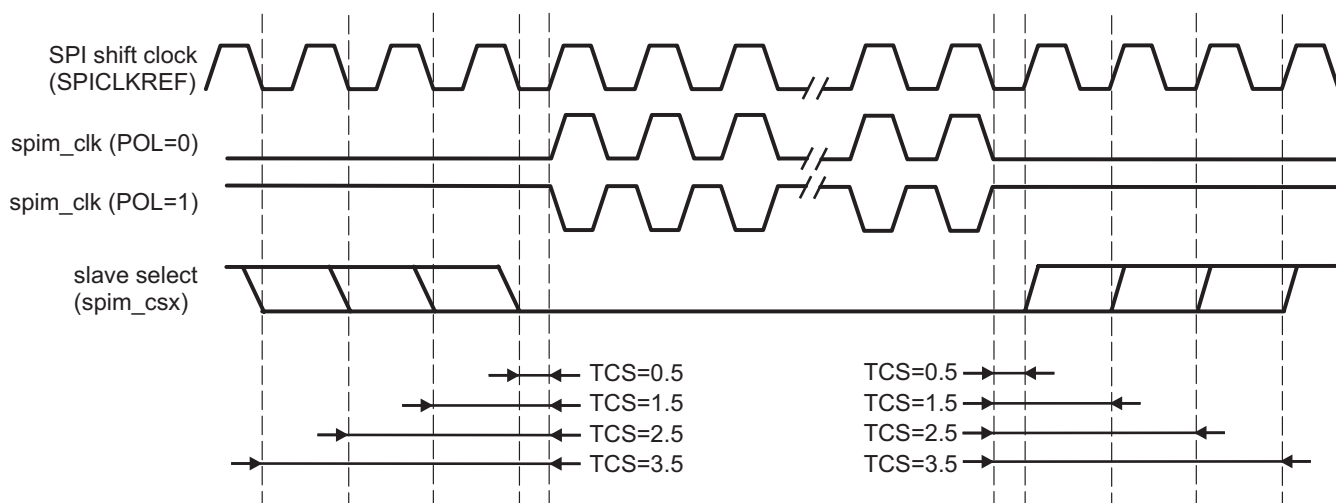 SPI shift clock
(SPICLKREF)
spim_clk (POL=0)
spim_clk (POL=1)
slave select
(spim_csx)
TCS=0.5
TCS=1.5
TCS=2.5
TCS=3.5
TCS=0.5
TCS=1.5
TCS=2.5
TCS=3.5